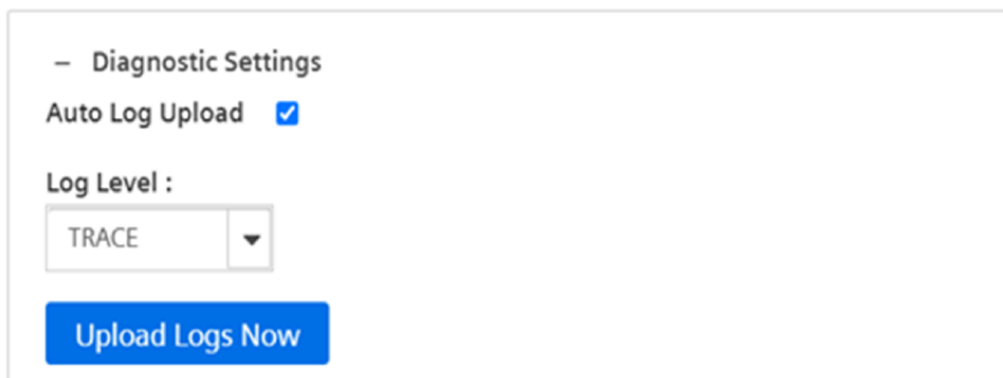 – Diagnostic Settings
Auto Log Upload
Log Level :
TRACE
Upload Logs Now